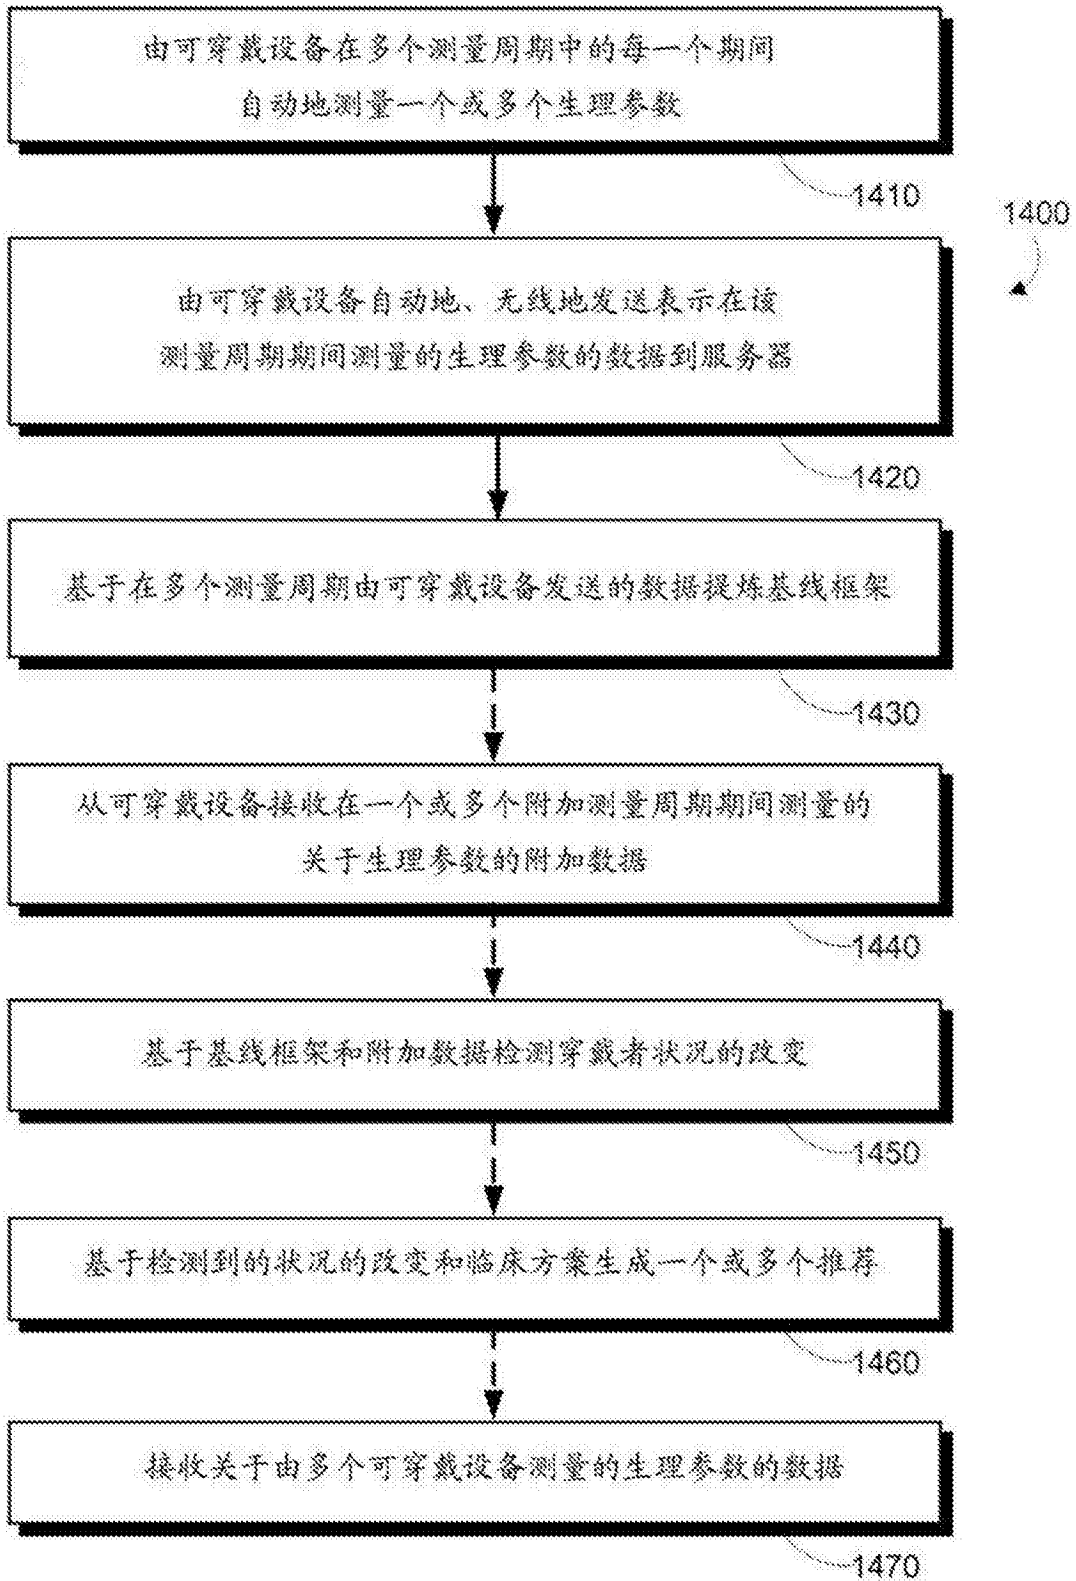 由可穿戴设备在多个测量周期中的每一个期间
自动地测量一个或多个生理参数
1410
1400
由可穿戴设备自动地、无线地发送表示在该
测量周期期间测量的生理参数的数据到服务器
1420
基于在多个测量周期由可穿戴设备发送的数据提炼基线框架
1430
从可穿戴设备接收在一个或多个附加测量周期期间测量的
关于生理参数的附加数据
1440
基于基线框架和附加数据检测穿戴者状况的改变
1450
基于检测到的状况的改变和临床方案生成一个或多个推荐
1460
接收关于由多个可穿戴设备测量的生理参数的数据
1470